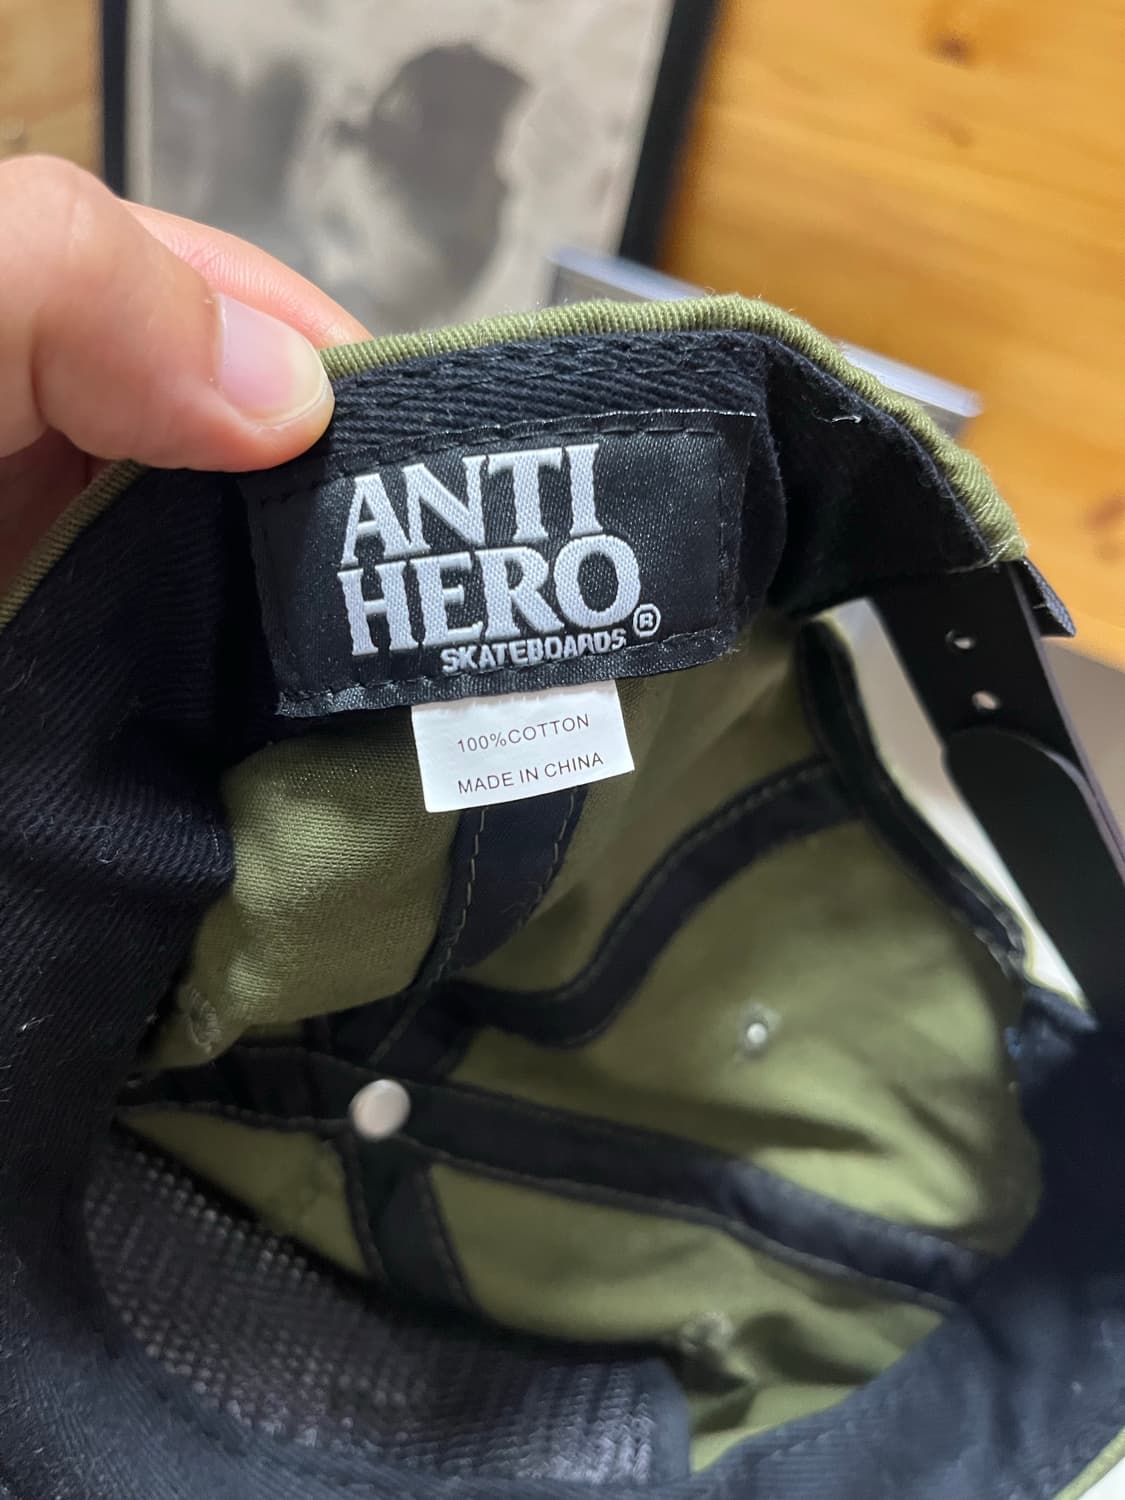 ANTI
HERO®
SKATEBOARDS
100%COTTON
MADE IN CHINA